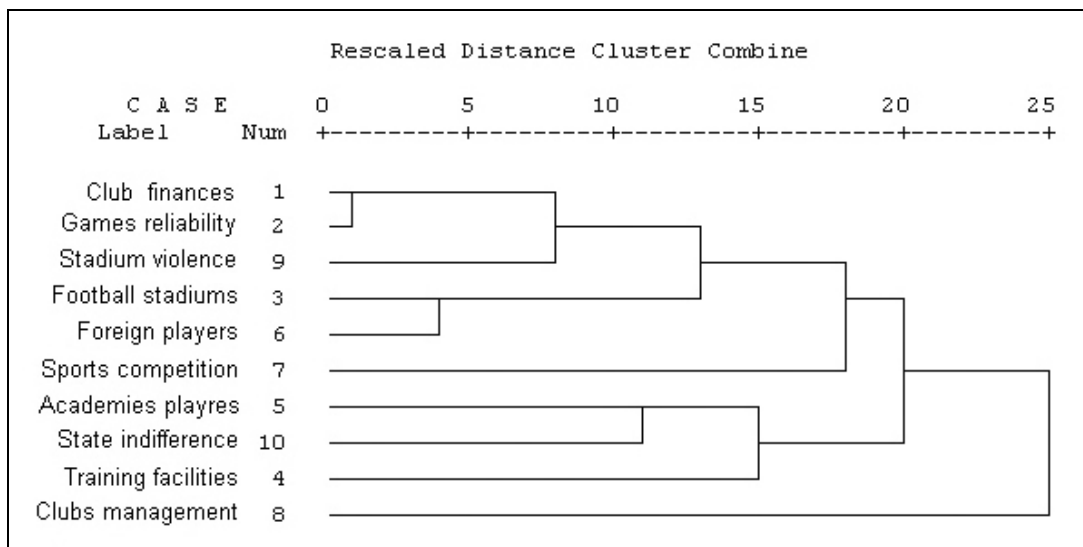 Rescaled Distance Cluster Combine
C A S E 0 5 10 15 20 25
Label Num +---------+---------+---------+---------+---------+
Club finances 1
Games reliability 2
Stadium violence 9
Football stadiums 3
Foreign players 6
Sports competition 7
Academies playres 5
State indifference 10
Training facilities 4
Clubs management 8